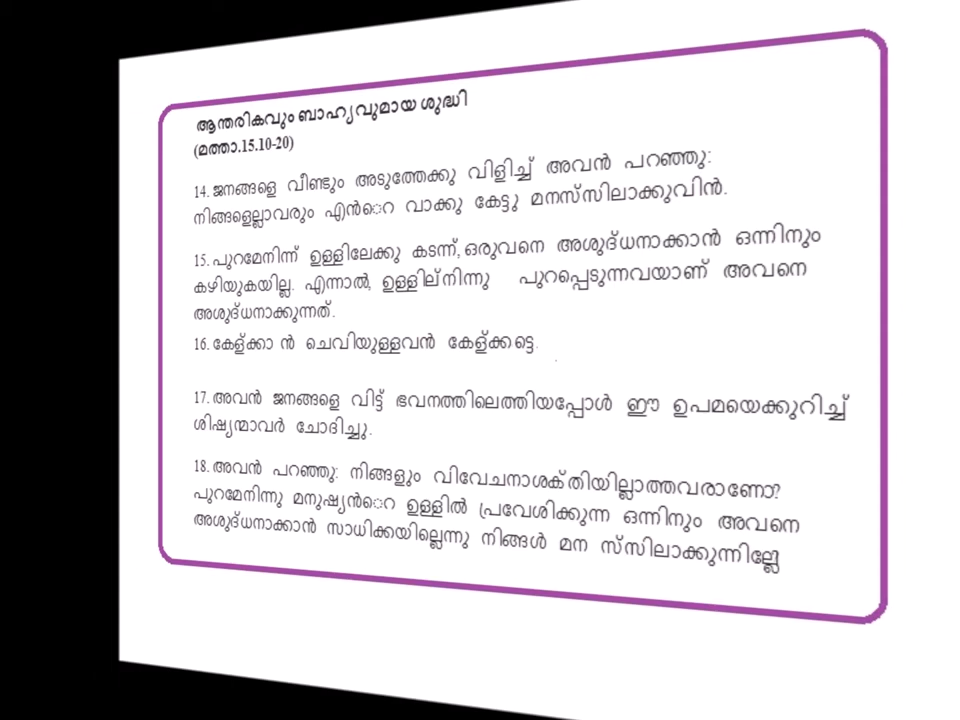 ആന്തരികവും ബാഹ്യവുമായ ശുദ്ധി
(മത്താ.15.10-20)
14. ജനങ്ങളെ വീണ്ടും അടുത്തേക്കു വിളിച്ച് അവൻ പറഞ്ഞു:
നിങ്ങളെല്ലാവരും എൻെറ വാക്കു കേട്ടു മനസ്സിലാക്കുവിൻ.
15. പുറമേനിന്ന് ഉള്ളിലേക്കു കടന്ന്, ഒരുവനെ അശുദ്ധനാക്കാൻ ഒന്നിനും
കഴിയുകയില്ല. എന്നാൽ, ഉള്ളില്നിന്നു പുറപ്പെടുന്നവയാണ് അവനെ
അശുദ്ധനാക്കുന്നത്.
16. കേള്ക്കാ ൻ ചെവിയുള്ളവൻ കേള്ക്കട്ടെ.
17. അവൻ ജനങ്ങളെ വിട്ട് ഭവനത്തിലെത്തിയപ്പോൾ ഈ ഉപമയെക്കുറിച്ച്
ശിഷ്യന്മാവർ ചോദിച്ചു.
18. അവൻ പറഞ്ഞു: നിങ്ങളും വിവേചനാശക്തിയില്ലാത്തവരാണോ?
പുറമേനിന്നു മനുഷ്യൻെറ ഉള്ളിൽ പ്രവേശിക്കുന്ന ഒന്നിനും അവനെ
അശുദ്ധനാക്കാൻ സാധിക്കയില്ലെന്നു നിങ്ങൾ മന സ്സിലാക്കുന്നില്ലേ?